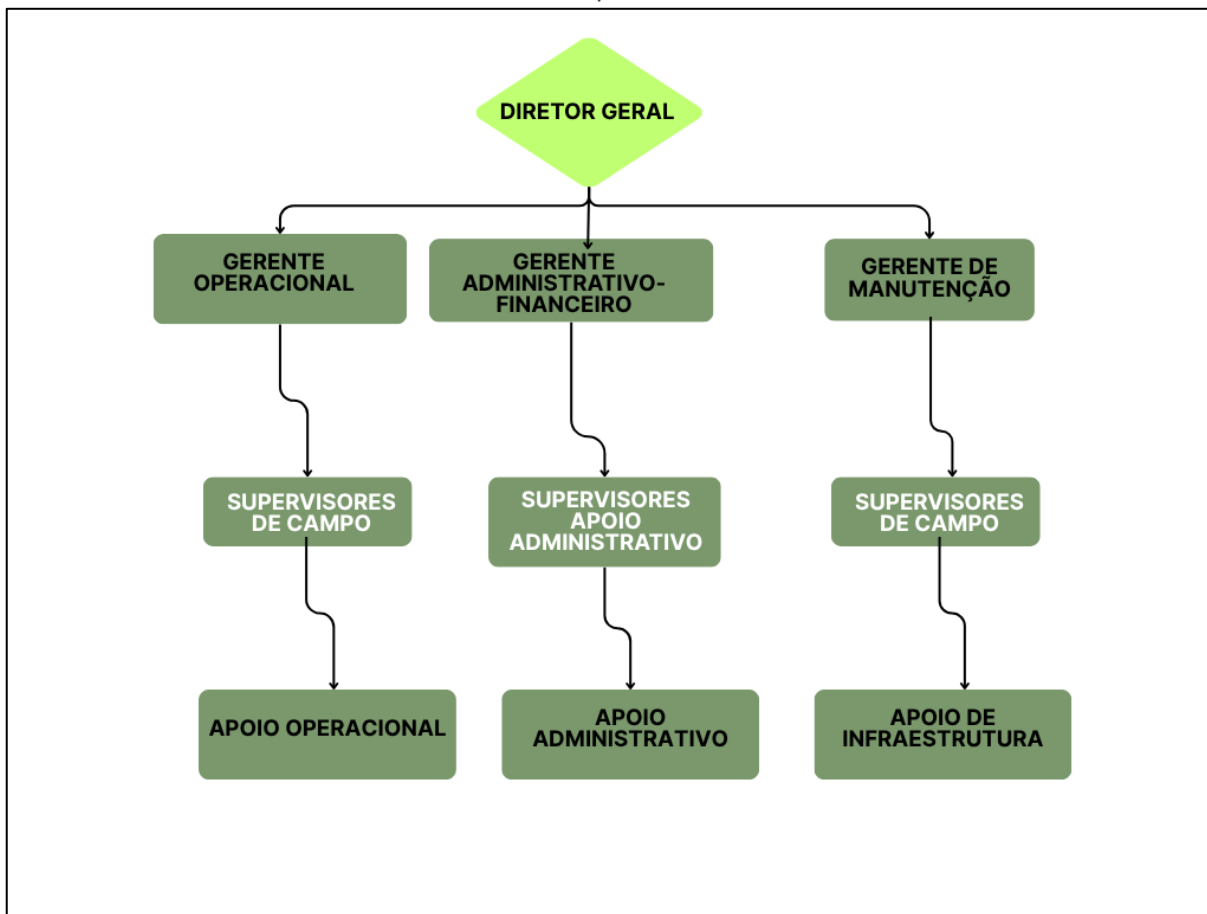 DIRETOR GERAL
GERENTE
OPERACIONAL
GERENTE
ADMINISTRATIVO-
FINANCEIRO
GERENTE DE
MANUTENÇÃO
SUPERVISORES
DE CAMPO
SUPERVISORES
APOIO
ADMINISTRATIVO
SUPERVISORES
DE CAMPO
APOIO OPERACIONAL
APOIO
ADMINISTRATIVO
APOIO DE
INFRAESTRUTURA